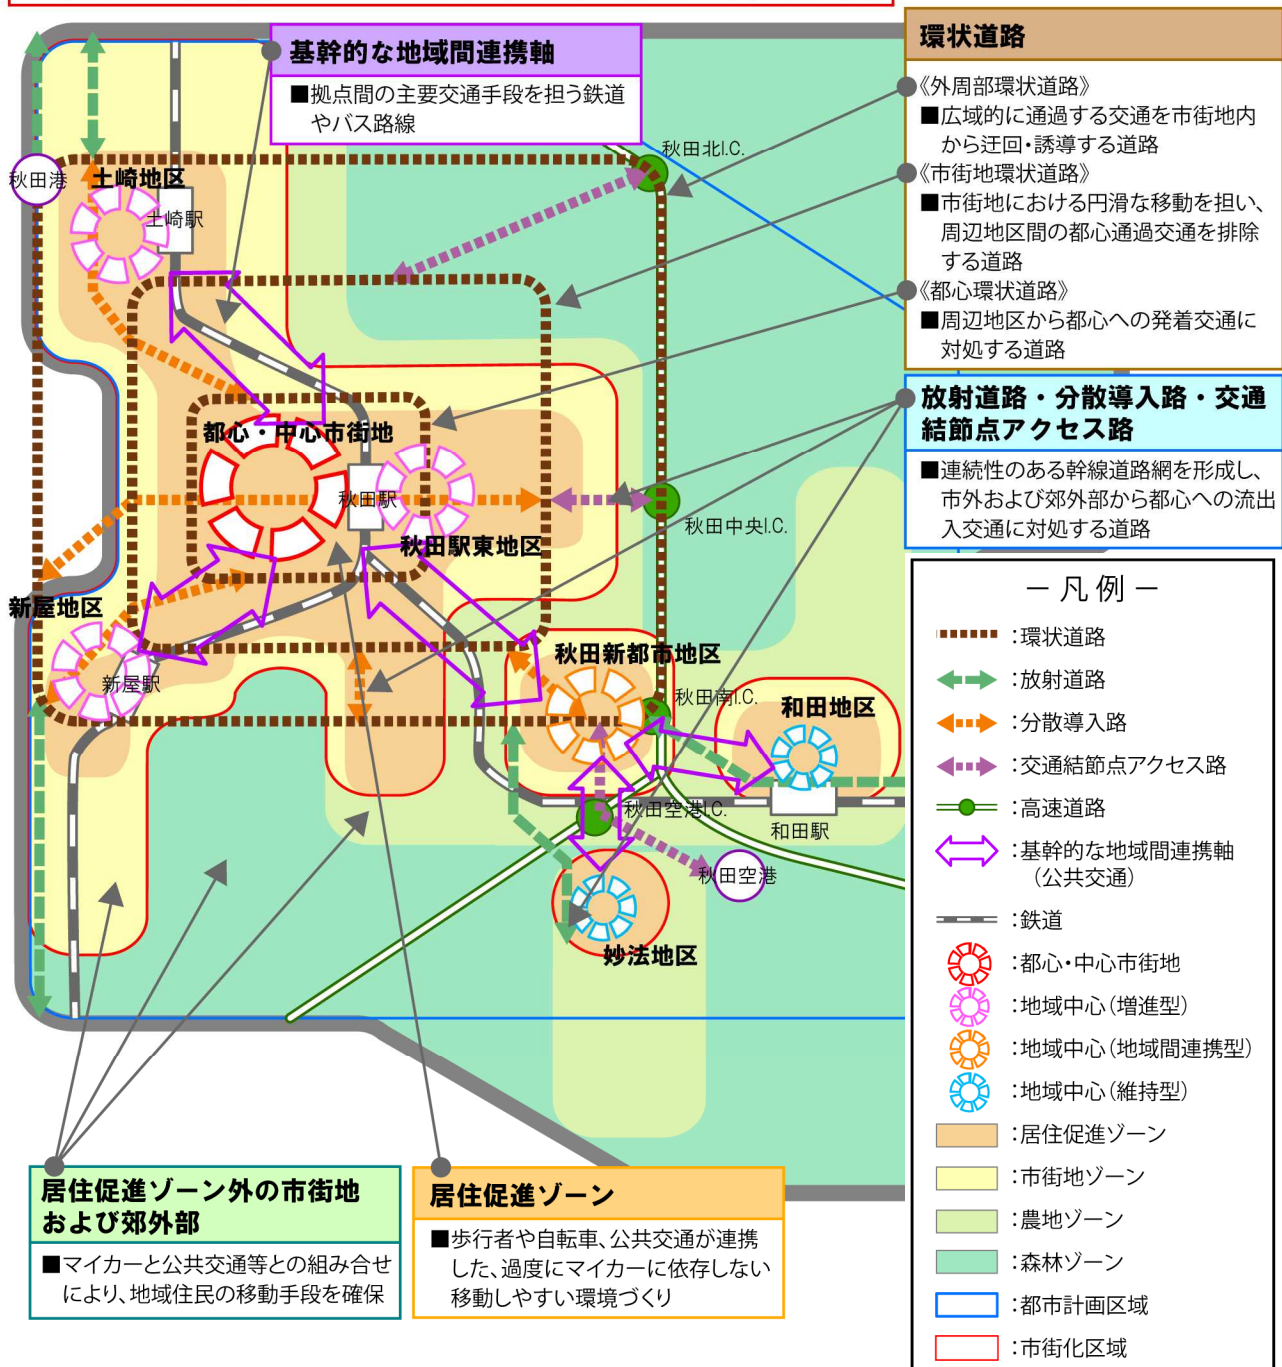 基幹的な地域間連携軸
■拠点間の主要交通手段を担う鉄道
やバス路線
環状道路
《外周部環状道路》
■広域的に通過する交通を市街地内
から迂回・誘導する道路
《市街地環状道路》
■市街地における円滑な移動を担い、
周辺地区間の都心通過交通を排除
する道路
《都心環状道路》
■周辺地区から都心への発着交通に
対処する道路
放射道路・分散導入路・交通
結節点アクセス路
■連続性のある幹線道路網を形成し、
市外および郊外部から都心への流出
入交通に対処する道路
秋田北I.C.
秋田港
土崎地区
土崎駅
都心・中心市街地
秋田駅
秋田中央I.C.
秋田駅東地区
新屋地区
新屋駅
秋田新都市地区
秋田南I.C.
和田地区
和田駅
秋田空港I.C.
秋田空港
妙法地区
居住促進ゾーン外の市街地
および郊外部
■マイカーと公共交通等との組み合せ
により、地域住民の移動手段を確保
居住促進ゾーン
■歩行者や自転車、公共交通が連携
した、過度にマイカーに依存しない
移動しやすい環境づくり
－凡例－
：環状道路
：放射道路
：分散導入路
：交通結節点アクセス路
：高速道路
：基幹的な地域間連携軸
（公共交通）
：鉄道
：都心・中心市街地
：地域中心（増進型）
：地域中心（地域間連携型）
：地域中心（維持型）
：居住促進ゾーン
：市街地ゾーン
：農地ゾーン
：森林ゾーン
：都市計画区域
：市街化区域